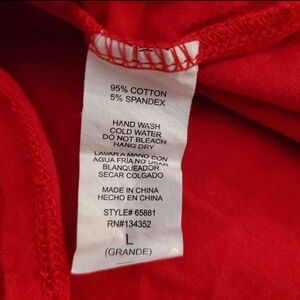 95% COTTON
5% SPANDEX
HAND WASH
COLD WATER
DO NOT BLEACH
HANG DRY
LAVAR A MANO CON
AGUA FRIA NO USAR
BLANQUEADOR
SECAR COLGADO
MADE IN CHINA
HECHO EN CHINA
STYLE# 65881
RN#134352
L
(GRANDE)